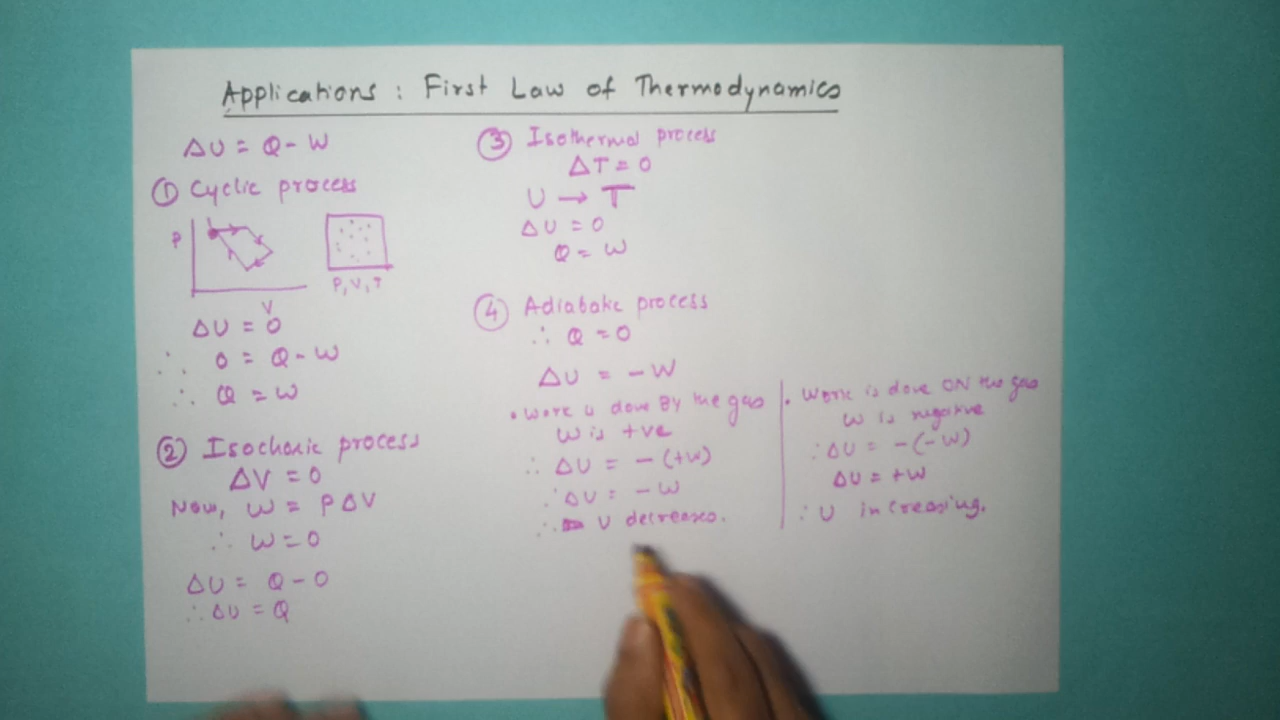 Applications : First Law of Thermodynamics
ΔU = Q - W
① Cyclic process
P
V
P, V, T
ΔU = 0
∴ 0 = Q - W
∴ Q = W
② Isochoric process
ΔV = 0
Now, W = P ΔV
∴ W = 0
ΔU = Q - 0
∴ ΔU = Q
③ Isothermal process
ΔT = 0
U → T
ΔU = 0
Q = W
④ Adiabatic process
∴ Q = 0
ΔU = - W
• Work is done BY the gas
W is +ve
∴ ΔU = - (+W)
∴ ΔU = - W
∴ U decreases.
• Work is done ON the gas
W is negative
∴ ΔU = - (-W)
ΔU = +W
∴ U increasing.